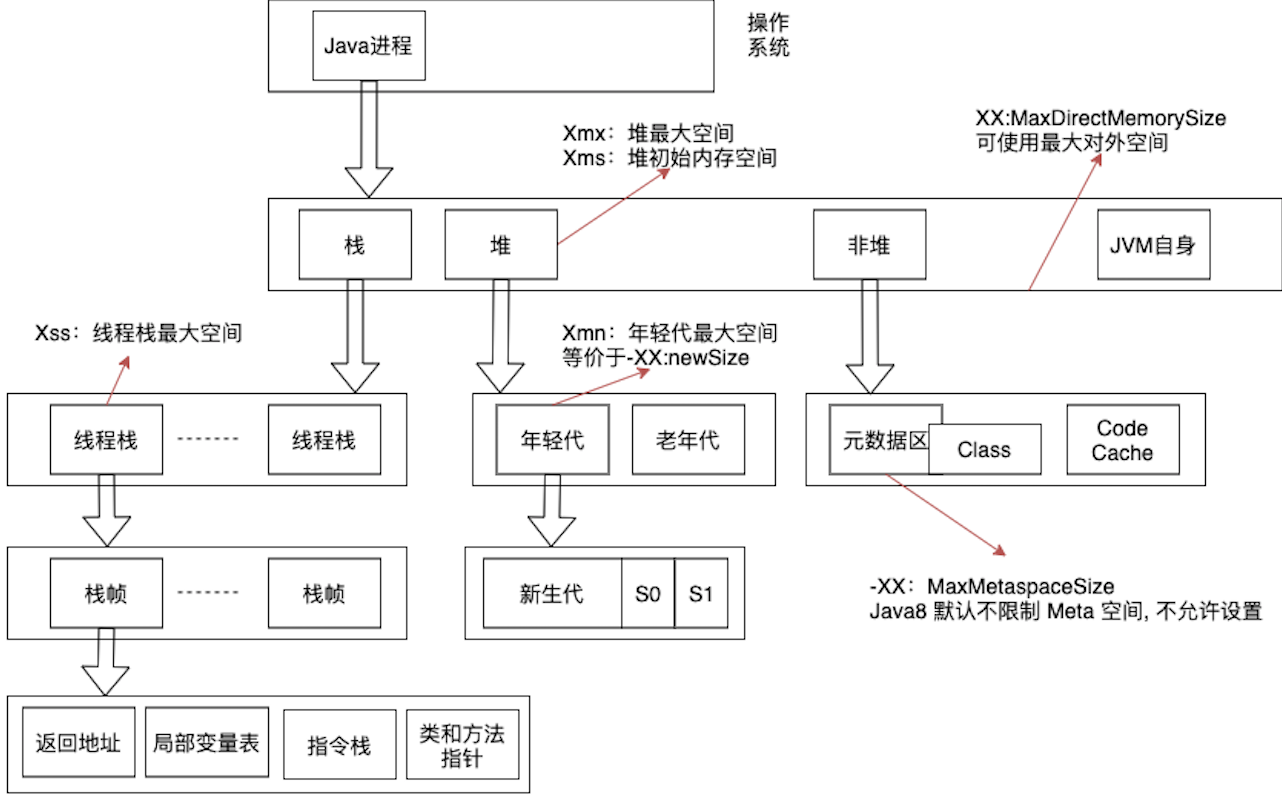 Java进程
操作
系统
Xmx：堆最大空间
Xms：堆初始内存空间
XX:MaxDirectMemorySize
可使用最大对外空间
栈
堆
非堆
JVM自身
Xss：线程栈最大空间
Xmn：年轻代最大空间
等价于-XX:newSize
线程栈
线程栈
年轻代
老年代
元数据区
Class
Code
Cache
栈帧
栈帧
新生代
S0
S1
-XX：MaxMetaspaceSize
Java8 默认不限制 Meta 空间, 不允许设置
返回地址
局部变量表
指令栈
类和方法
指针